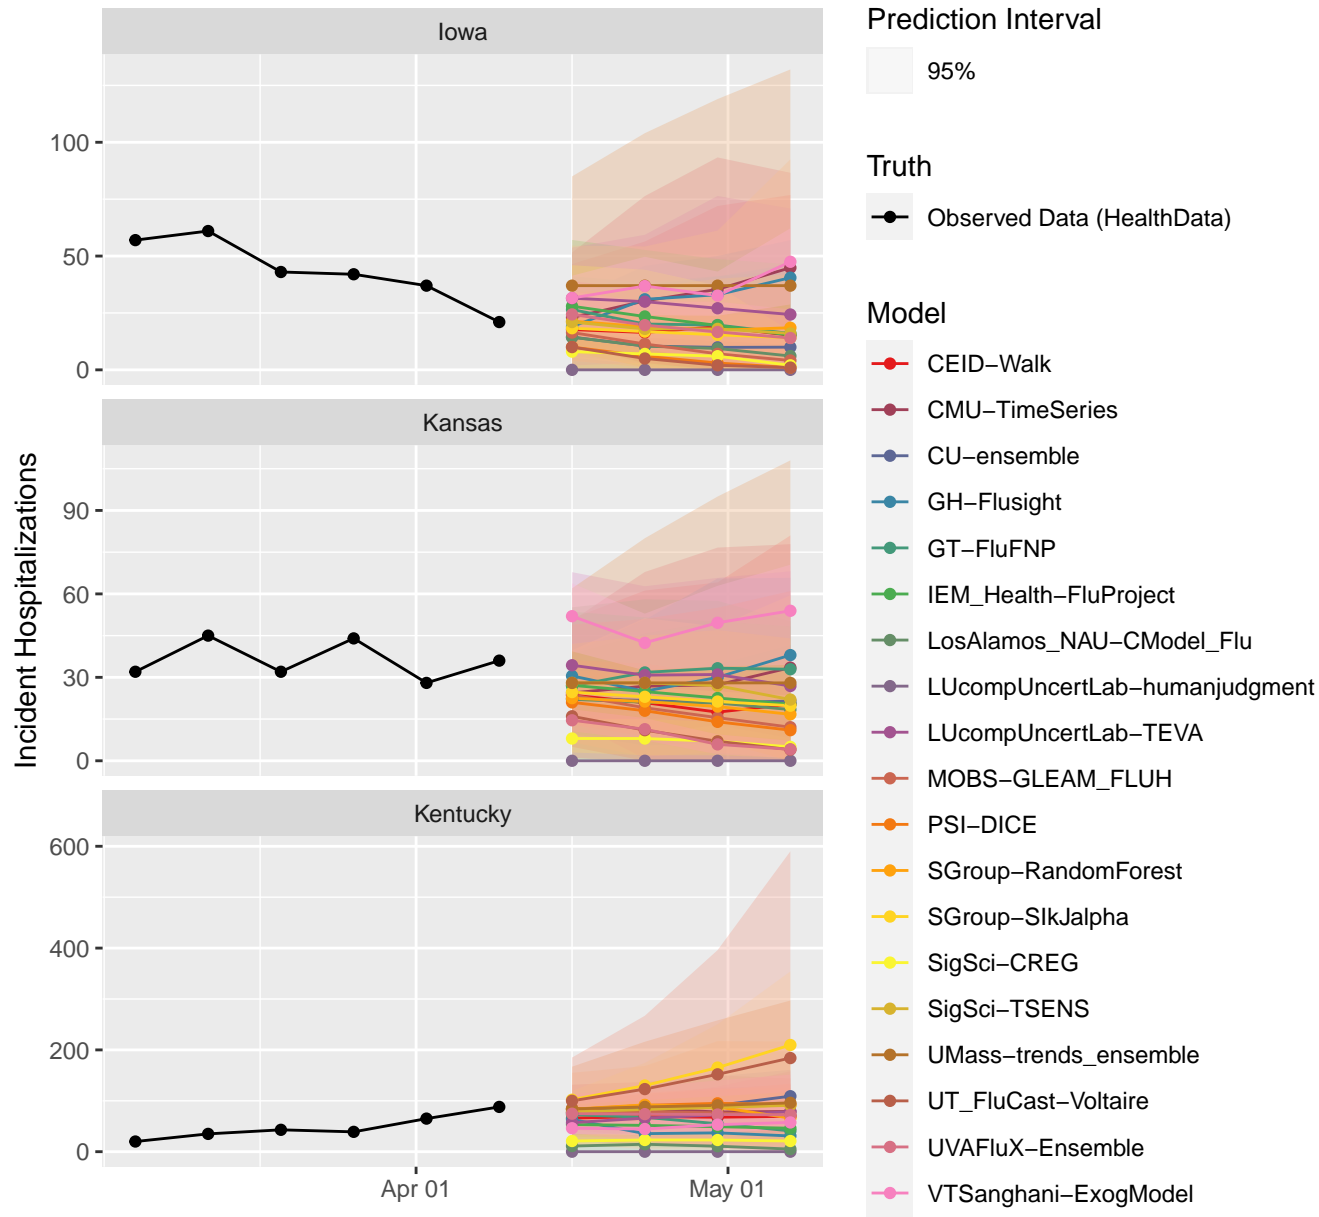 Iowa
100
50
0
Kansas
90
60
30
0
Kentucky
600
400
200
0
Apr 01
May 01
Incident Hospitalizations
Prediction Interval
95%
Truth
Observed Data (HealthData)
Model
CEID−Walk
CMU−TimeSeries
CU−ensemble
GH−Flusight
GT−FluFNP
IEM_Health−FluProject
LosAlamos_NAU−CModel_Flu
LUcompUncertLab−humanjudgment
LUcompUncertLab−TEVA
MOBS−GLEAM_FLUH
PSI−DICE
SGroup−RandomForest
SGroup−SIkJalpha
SigSci−CREG
SigSci−TSENS
UMass−trends_ensemble
UT_FluCast−Voltaire
UVAFluX−Ensemble
VTSanghani−ExogModel